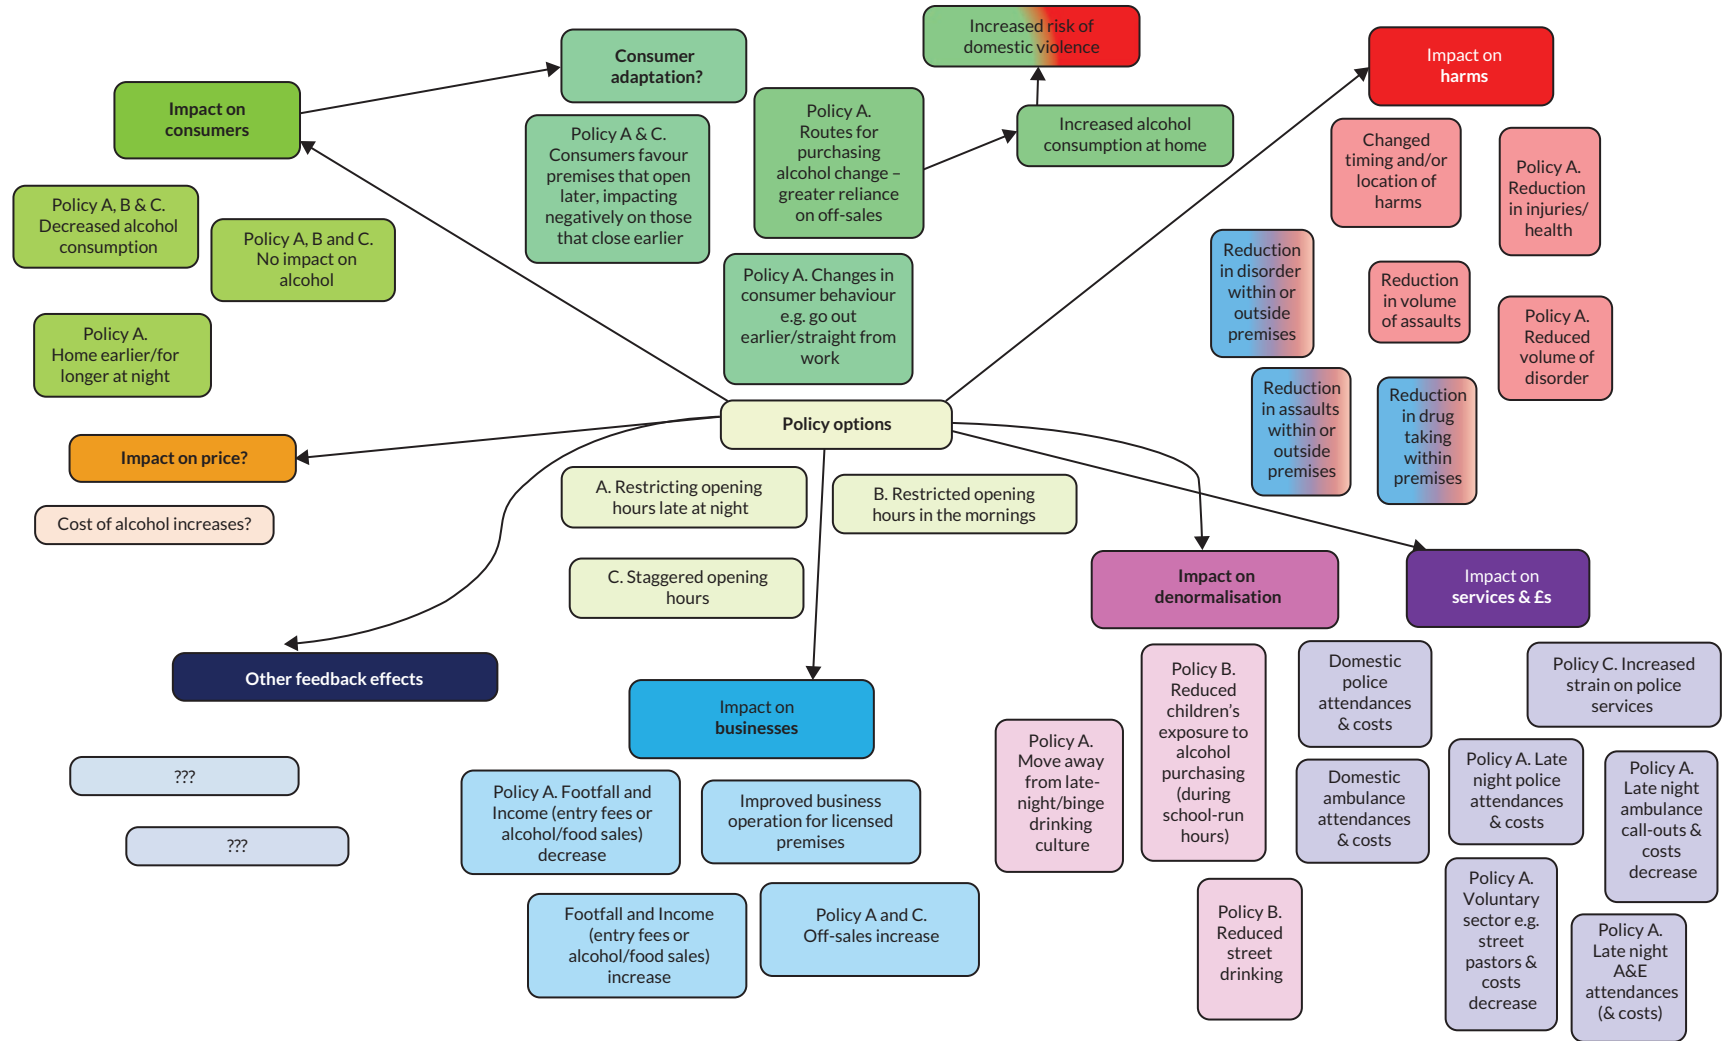 Increased risk of
domestic violence
Impact on
harms
Consumer
adaptation?
Impact on
consumers
Policy A & C.
Consumers favour
premises that open
later, impacting
negatively on those
that close earlier
Policy A.
Routes for
purchasing
alcohol change –
greater reliance
on off-sales
Increased alcohol
consumption at home
Changed
timing and/or
location of
harms
Policy A.
Reduction
in injuries/
health
Policy A, B & C.
Decreased alcohol
consumption
Policy A, B and C.
No impact on
alcohol
Policy A.
Home earlier/for
longer at night
Policy A. Changes in
consumer behaviour
e.g. go out
earlier/straight from
work
Reduction
in disorder
within or
outside
premises
Reduction
in volume
of assaults
Policy A.
Reduced
volume of
disorder
Reduction
in assaults
within or
outside
premises
Reduction
in drug
taking
within
premises
Policy options
Impact on price?
Cost of alcohol increases?
A. Restricting opening
hours late at night
B. Restricted opening
hours in the mornings
C. Staggered opening
hours
Impact on
denormalisation
Impact on
services & £s
Other feedback effects
???
???
Impact on
businesses
Policy A. Footfall and
Income (entry fees or
alcohol/food sales)
decrease
Improved business
operation for licensed
premises
Footfall and Income
(entry fees or
alcohol/food sales)
increase
Policy A and C.
Off-sales increase
Policy A.
Move away
from late-
night/binge
drinking
culture
Policy B.
Reduced
children's
exposure to
alcohol
purchasing
(during
school-run
hours)
Policy B.
Reduced
street
drinking
Domestic
police
attendances
& costs
Domestic
ambulance
attendances
& costs
Policy C. Increased
strain on police
services
Policy A. Late
night police
attendances
& costs
Policy A.
Late night
ambulance
call-outs &
costs
decrease
Policy A.
Voluntary
sector e.g.
street
pastors &
costs
decrease
Policy A.
Late night
A&E
attendances
(& costs)